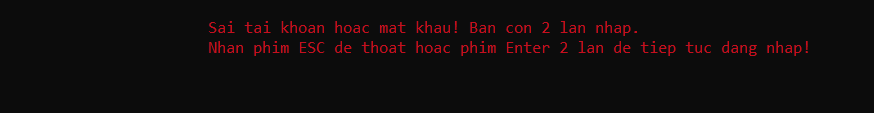 Sai tai khoan hoac mat khau! Ban con 2 lan nhap.
Nhan phim ESC de thoat hoac phim Enter 2 lan de tiep tuc dang nhap!